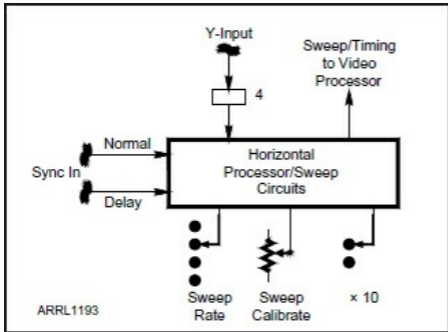 Y-Input
Sweep/Timing
to Video
Processor
4
Normal
Sync In
Delay
Horizontal
Processor/Sweep
Circuits
Sweep
Rate
Sweep
Calibrate
× 10
ARRL1193